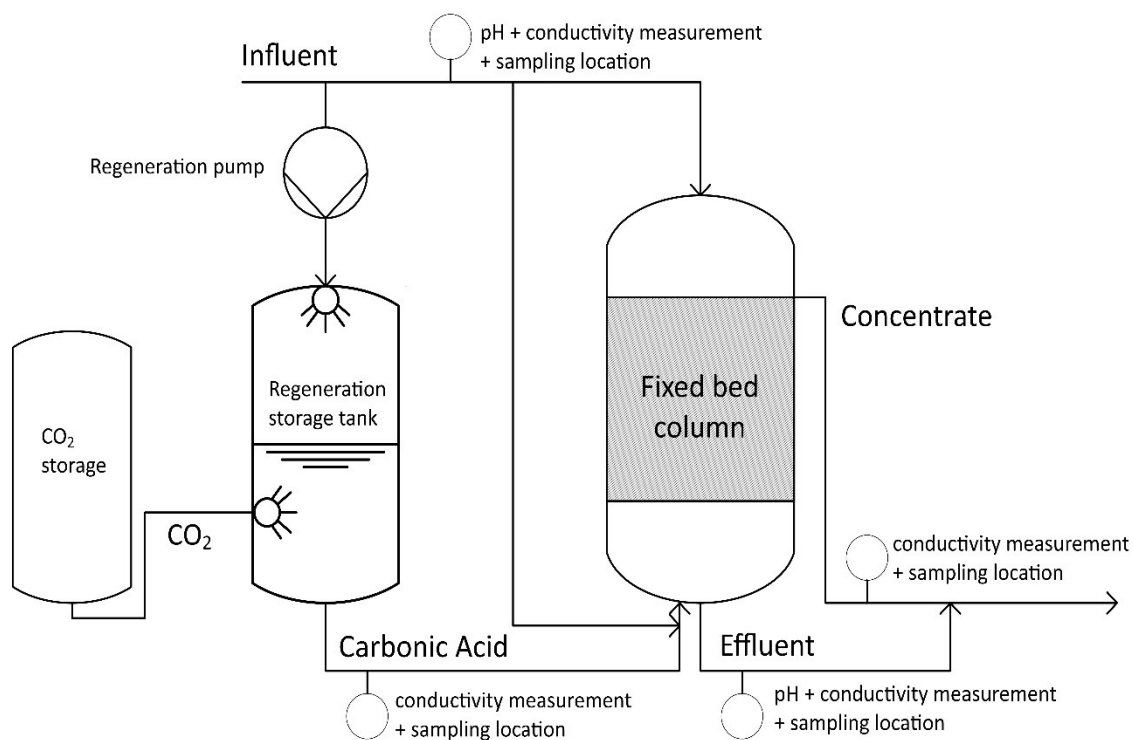 Influent
pH + conductivity measurement
+ sampling location
Regeneration pump
Regeneration
storage tank
CO₂
storage
CO₂
Fixed bed
column
Concentrate
conductivity measurement
+ sampling location
Carbonic Acid
conductivity measurement
+ sampling location
Effluent
pH + conductivity measurement
+ sampling location